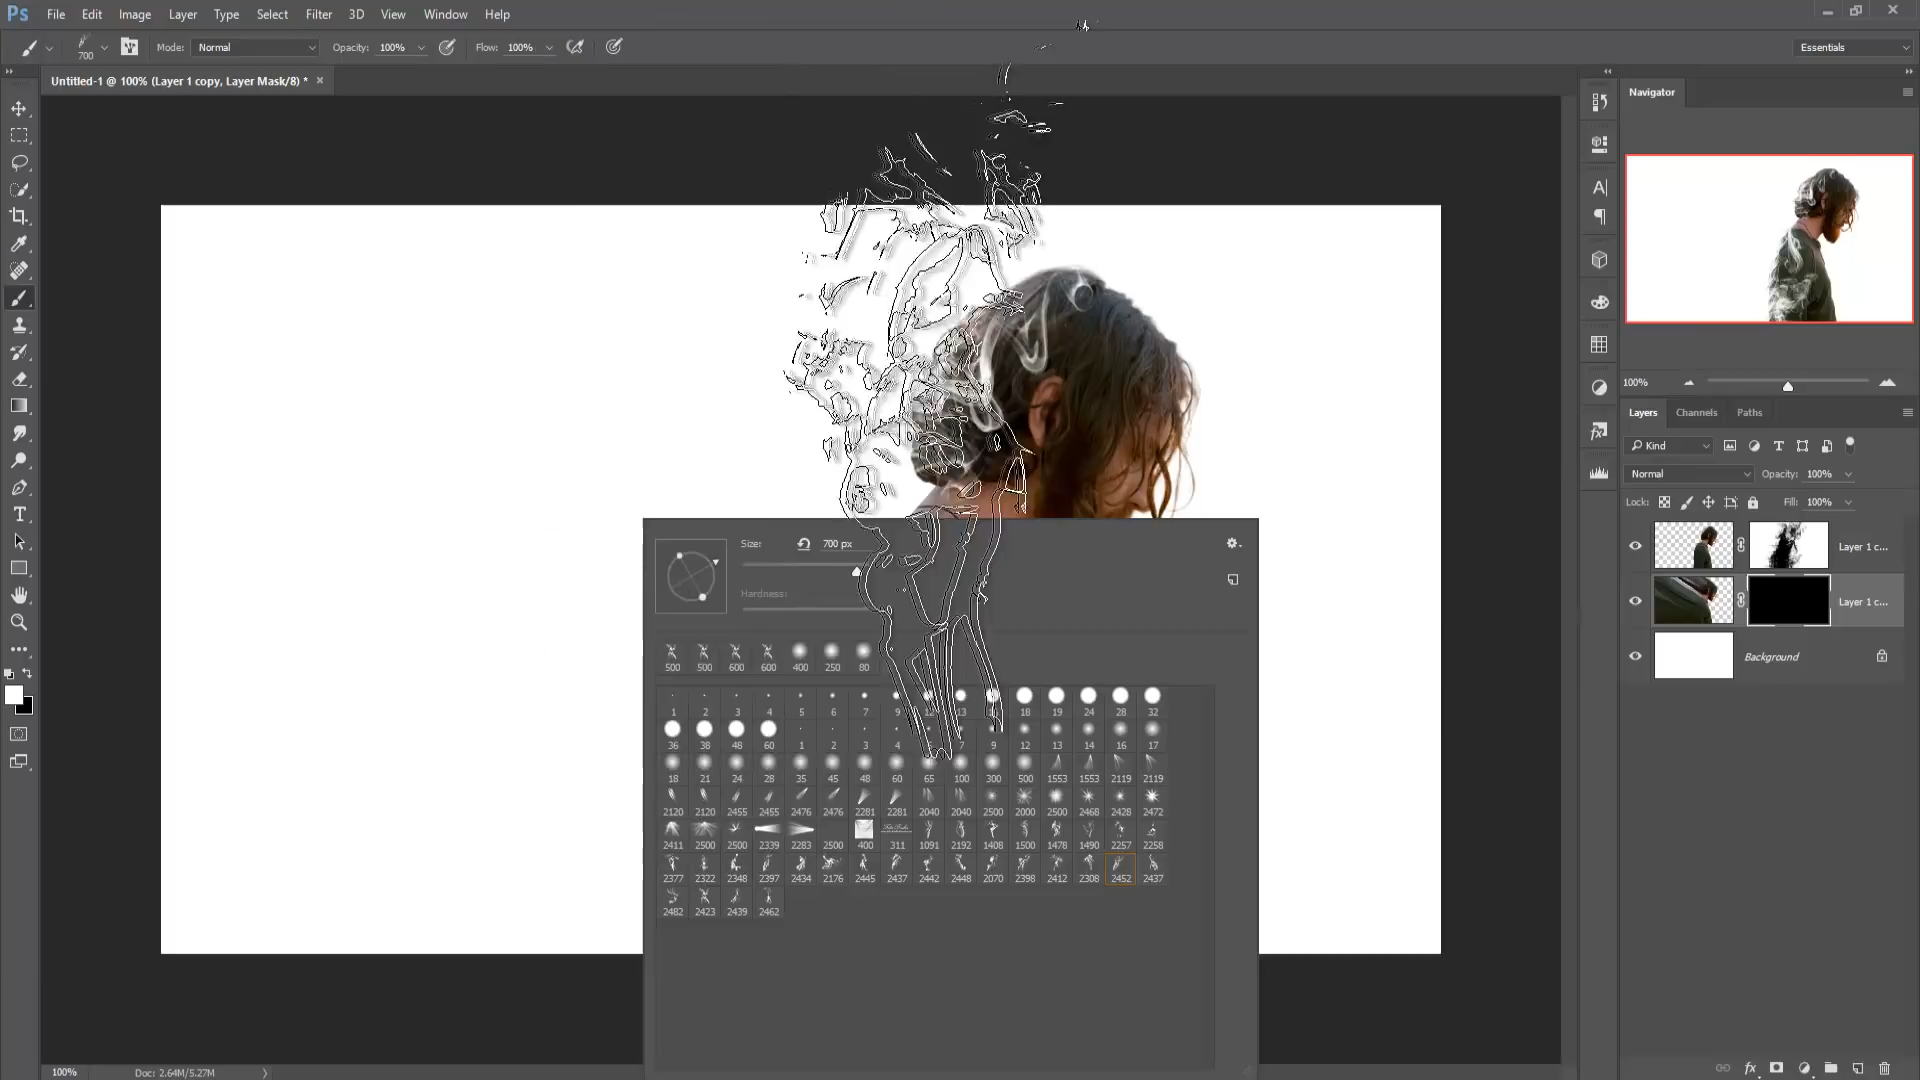 Ps File Edit Image Layer Type Select Filter 3D View Window Help
700 Mode: Normal Opacity: 100% Flow: 100% Essentials
Untitled-1 @ 100% (Layer 1 copy, Layer Mask/8) * ×
Navigator
100%
Layers Channels Paths
Kind
Normal Opacity: 100%
Lock: Fill: 100%
Layer 1 c...
Layer 1 c...
Background
Size: 700 px
Hardness:
500 500 600 600 400 250 80
1 2 3 4 5 6 7 9 12 13 18 19 24 28 32
36 38 48 60 1 2 3 4 7 9 12 13 14 16 17
18 21 24 28 35 45 48 60 65 100 300 500 1553 1553 2119 2119
2120 2120 2455 2455 2476 2476 2281 2281 2040 2040 2500 2000 2500 2468 2428 2472
2411 2500 2500 2339 2283 2500 400 311 1091 2192 1408 1500 1478 1490 2257 2258
2377 2322 2348 2397 2434 2176 2445 2437 2442 2448 2070 2398 2412 2308 2452 2437
2482 2423 2439 2462
100% Doc: 2.64M/5.27M